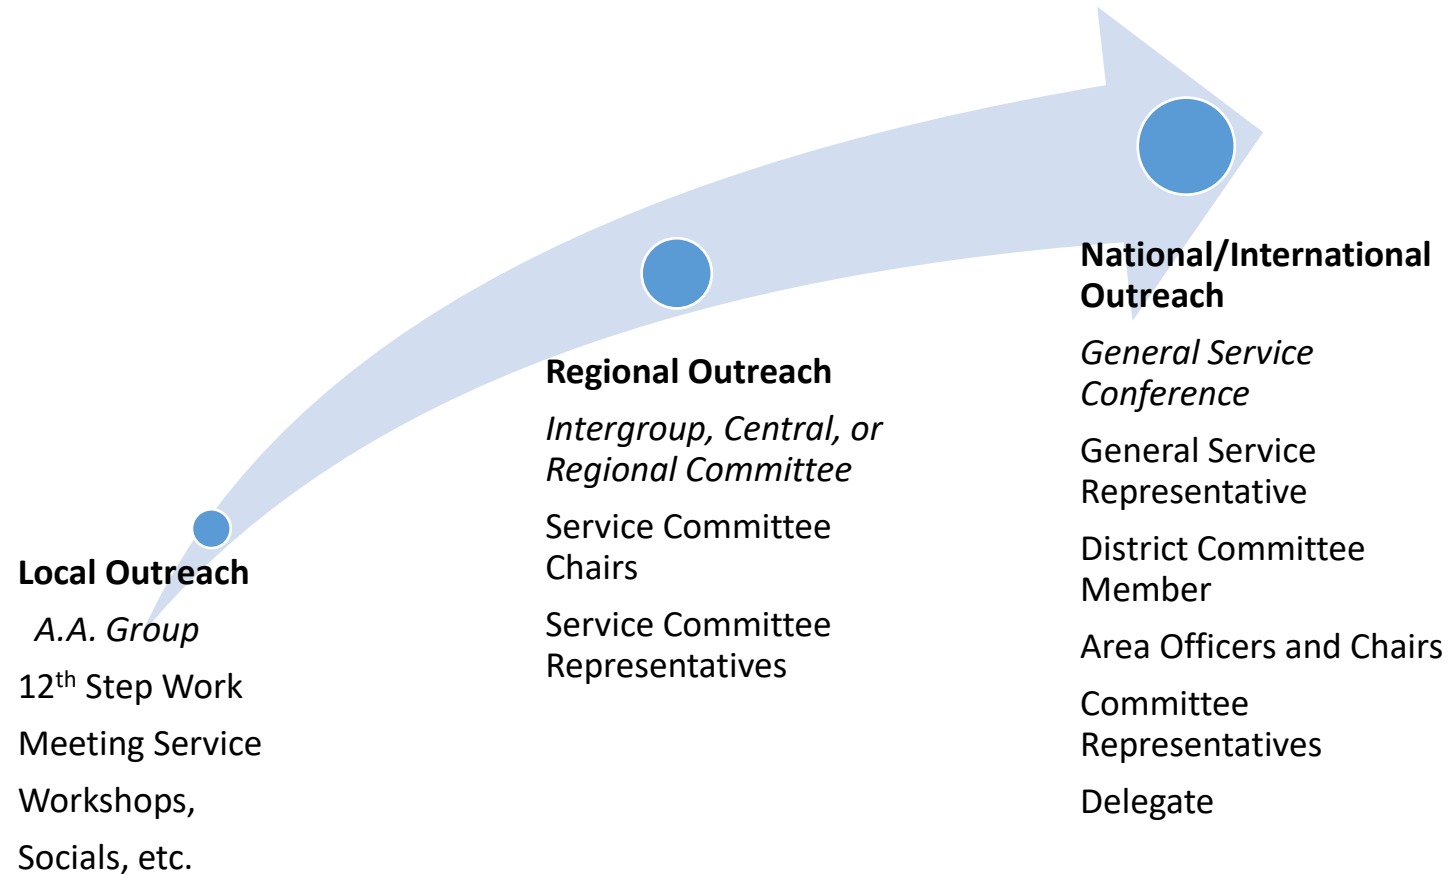 Local Outreach
A.A. Group
12th Step Work
Meeting Service
Workshops,
Socials, etc.
Regional Outreach
Intergroup, Central, or
Regional Committee
Service Committee
Chairs
Service Committee
Representatives
National/International
Outreach
General Service
Conference
General Service
Representative
District Committee
Member
Area Officers and Chairs
Committee
Representatives
Delegate